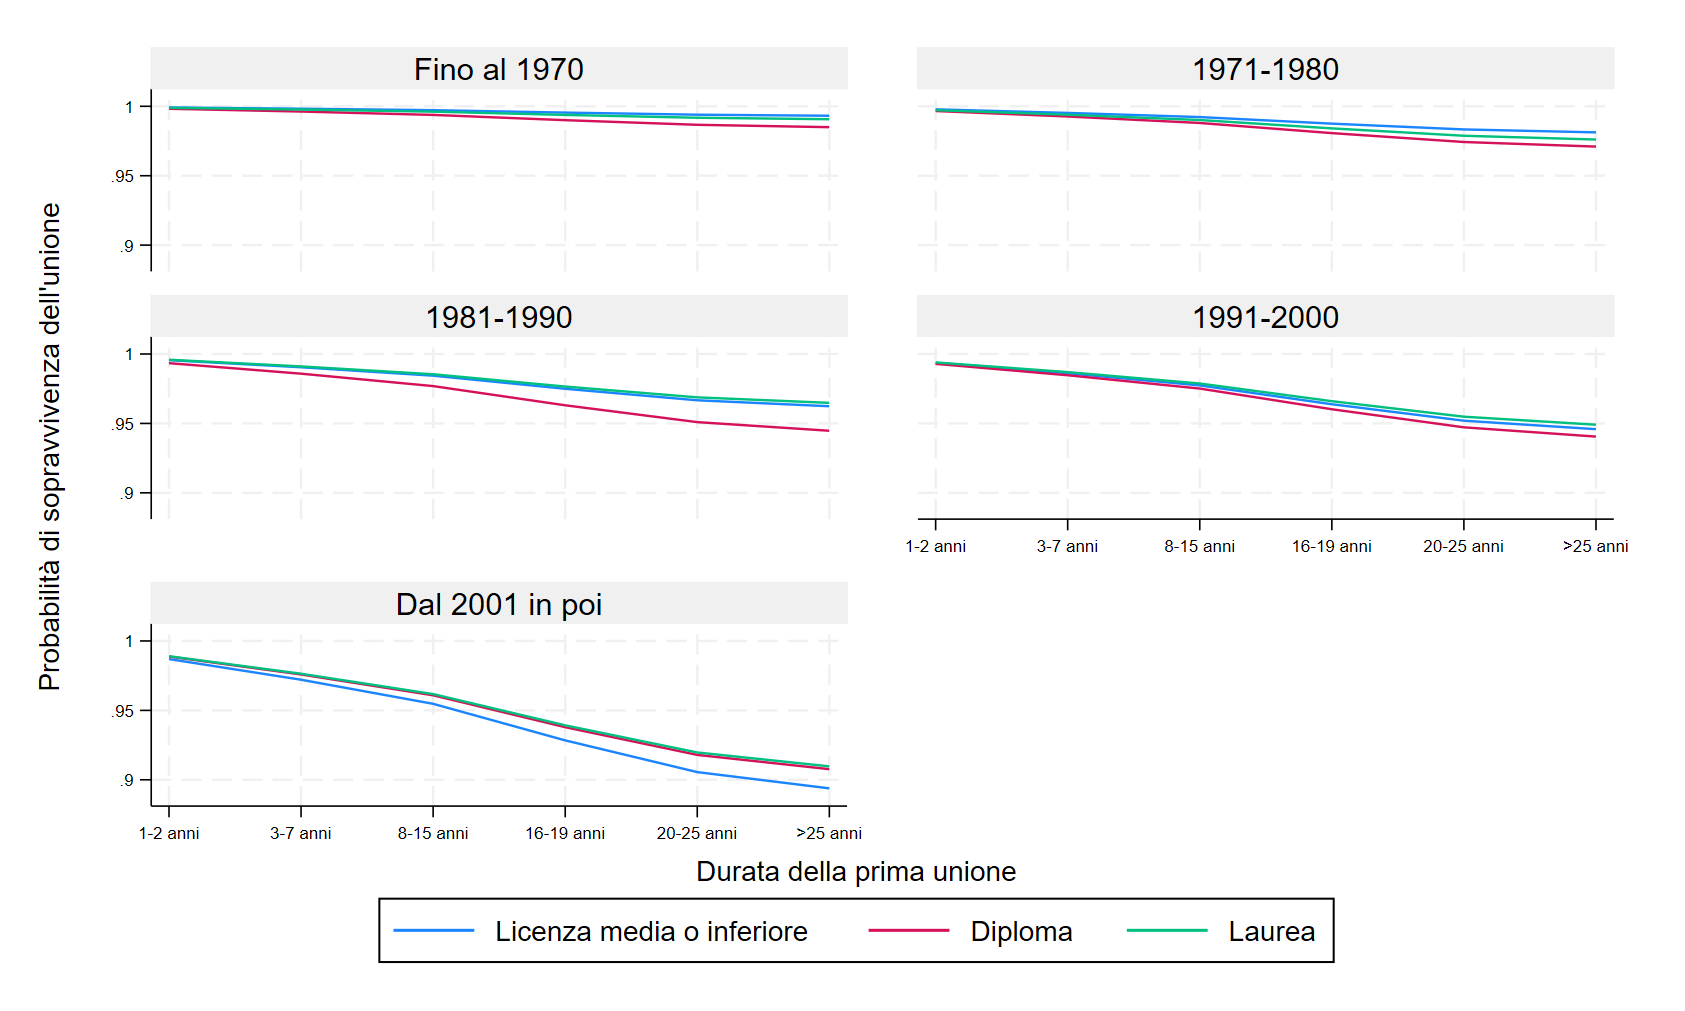 Fino al 1970
1971-1980
1
.95
.9
1981-1990
1991-2000
1
.95
.9
1-2 anni 3-7 anni 8-15 anni 16-19 anni 20-25 anni >25 anni
Dal 2001 in poi
1
.95
.9
1-2 anni 3-7 anni 8-15 anni 16-19 anni 20-25 anni >25 anni
Probabilità di sopravvivenza dell'unione
Durata della prima unione
Licenza media o inferiore Diploma Laurea